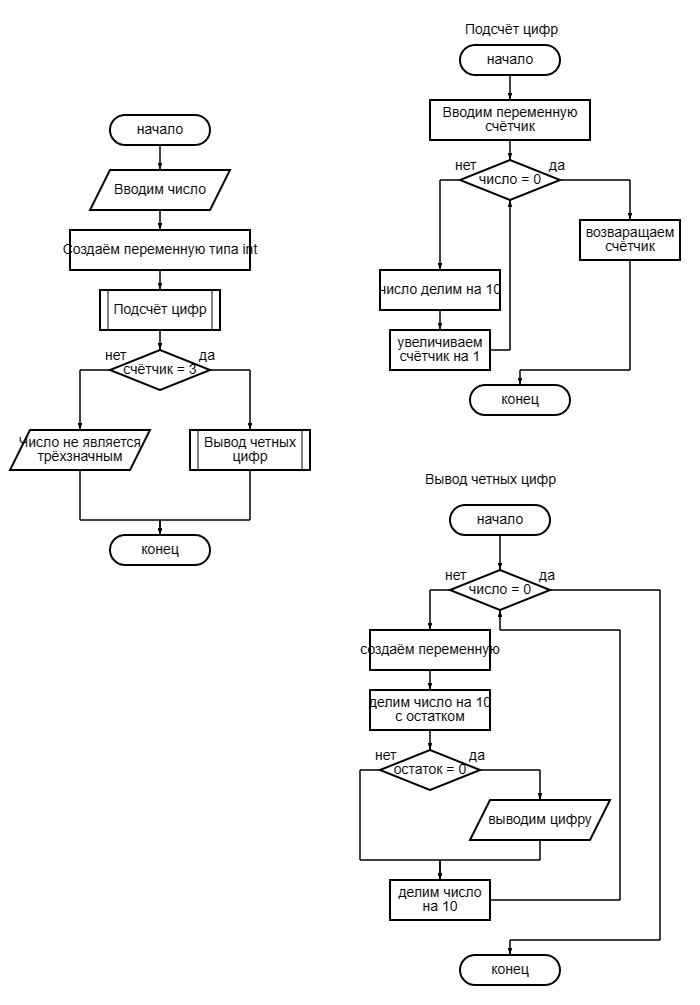 начало
Вводим число
Создаём переменную типа int
Подсчёт цифр
нет
да
счётчик = 3
Число не является
трёхзначным
Вывод четных
цифр
конец
Подсчёт цифр
начало
Вводим переменную
счётчик
нет
да
число = 0
возваращаем
счётчик
число делим на 10
увеличиваем
счётчик на 1
конец
Вывод четных цифр
начало
нет
да
число = 0
создаём переменную
делим число на 10
с остатком
нет
да
остаток = 0
выводим цифру
делим число
на 10
конец